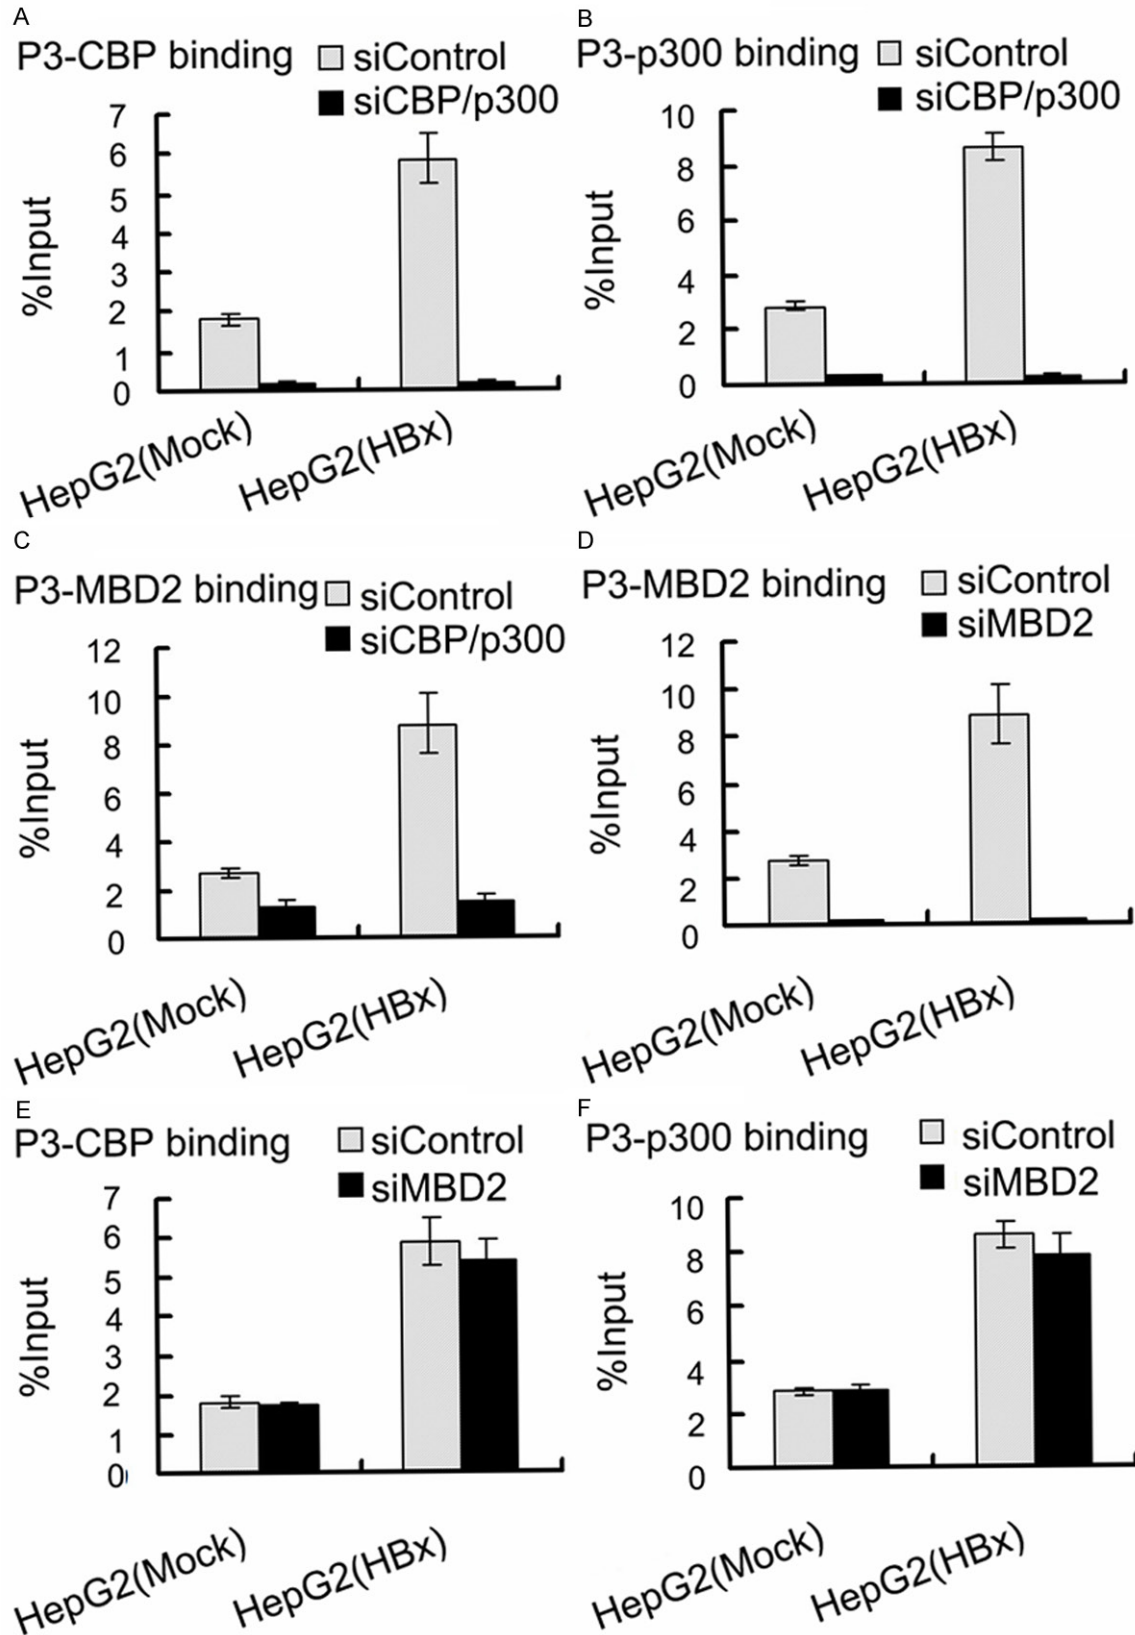 A
P3-CBP binding
siControl
siCBP/p300
7
6
5
4
3
2
1
0
%Input
HepG2(Mock)
HepG2(HBx)
B
P3-p300 binding
siControl
siCBP/p300
10
8
6
4
2
0
%Input
HepG2(Mock)
HepG2(HBx)
C
P3-MBD2 binding
siControl
siCBP/p300
12
10
8
6
4
2
0
%Input
HepG2(Mock)
HepG2(HBx)
D
P3-MBD2 binding
siControl
siMBD2
12
10
8
6
4
2
0
%Input
HepG2(Mock)
HepG2(HBx)
E
P3-CBP binding
siControl
siMBD2
7
6
5
4
3
2
1
0
%Input
HepG2(Mock)
HepG2(HBx)
F
P3-p300 binding
siControl
siMBD2
10
8
6
4
2
0
%Input
HepG2(Mock)
HepG2(HBx)